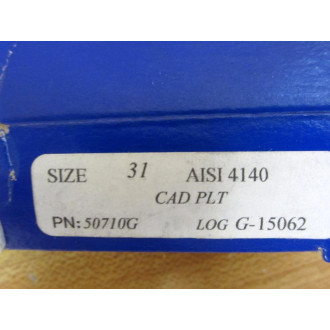 SIZE 31 AISI 4140
CAD PLT
PN: 50710G LOG G-15062